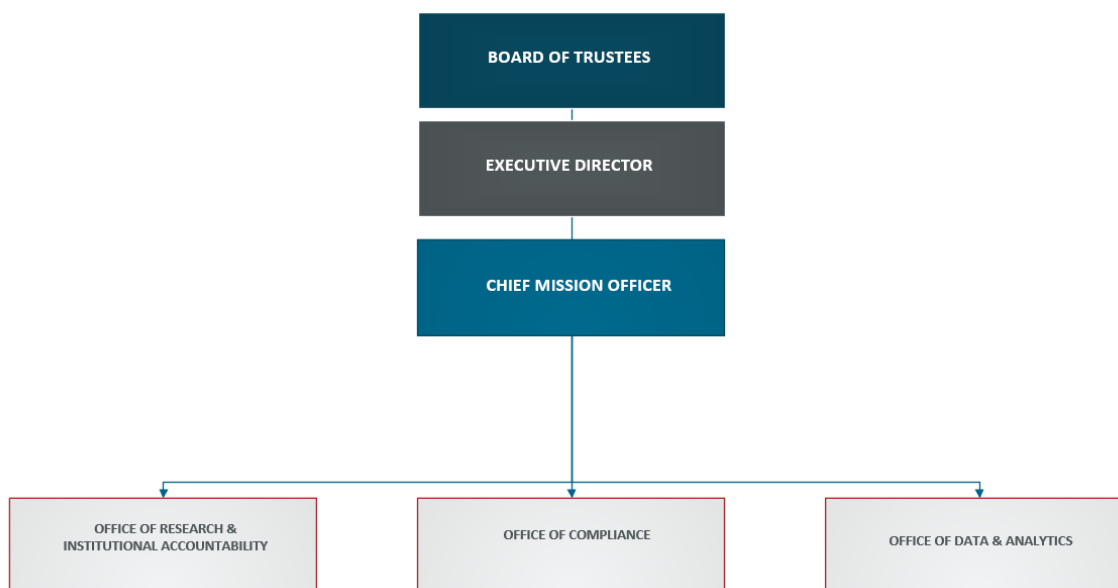 BOARD OF TRUSTEES
EXECUTIVE DIRECTOR
CHIEF MISSION OFFICER
OFFICE OF RESEARCH &
INSTITUTIONAL ACCOUNTABILITY
OFFICE OF COMPLIANCE
OFFICE OF DATA & ANALYTICS